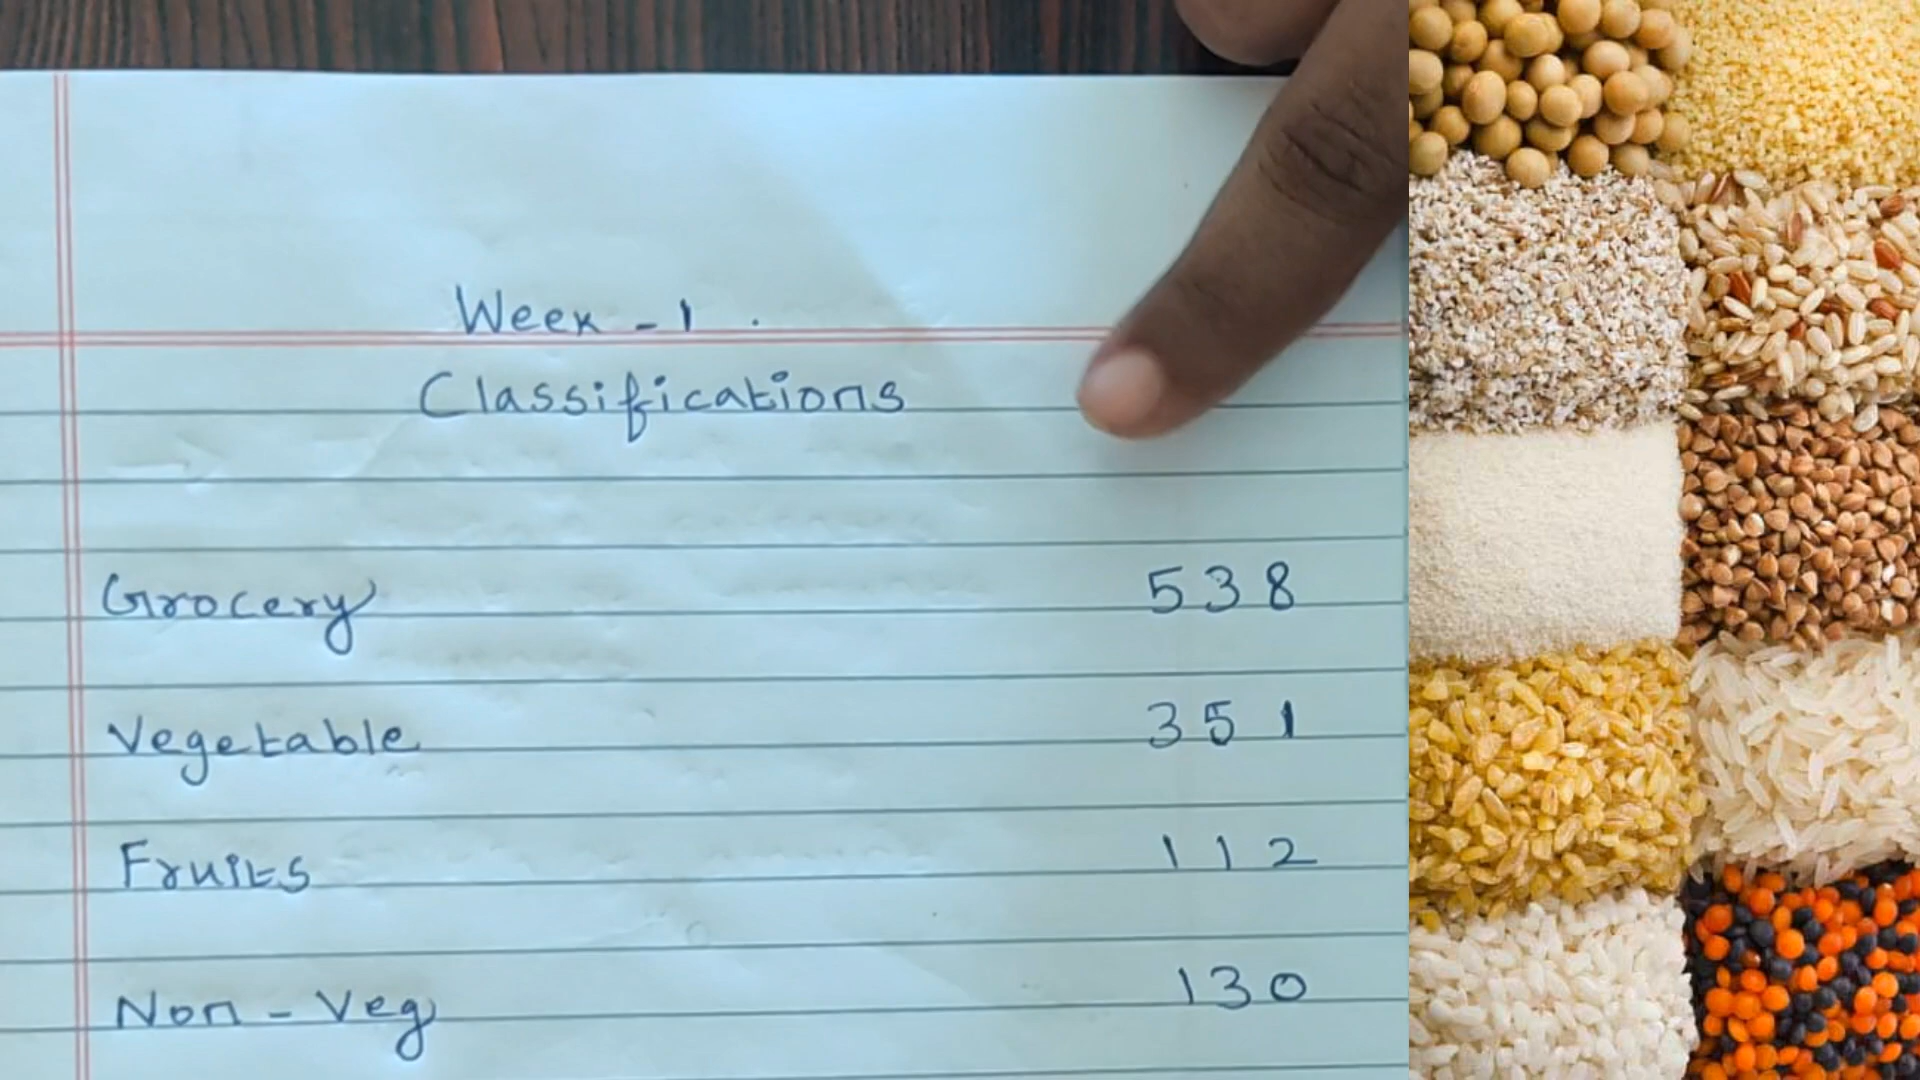 Week - 1 .
Classifications
Grocery 538
Vegetable 351
Fruits 112
Non - Veg 130